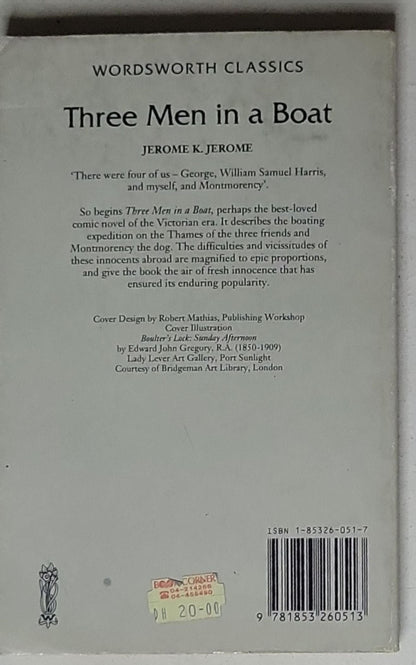 WORDSWORTH CLASSICS
Three Men in a Boat
JEROME K. JEROME
'There were four of us – George, William Samuel Harris,
and myself, and Montmorency'.
So begins Three Men in a Boat, perhaps the best-loved
comic novel of the Victorian era. It describes the boating
expedition on the Thames of the three friends and
Montmorency the dog. The difficulties and vicissitudes of
these innocents abroad are magnified to epic proportions,
and give the book the air of fresh innocence that has
ensured its enduring popularity.
Cover Design by Robert Mathias, Publishing Workshop
Cover Illustration
Boulter's Lock: Sunday Afternoon
by Edward John Gregory, R.A. (1850-1909)
Lady Lever Art Gallery, Port Sunlight
Courtesy of Bridgeman Art Library, London
ISBN 1-85326-051-7
9 781853 260513
BOOK CORNER
DH 20-00